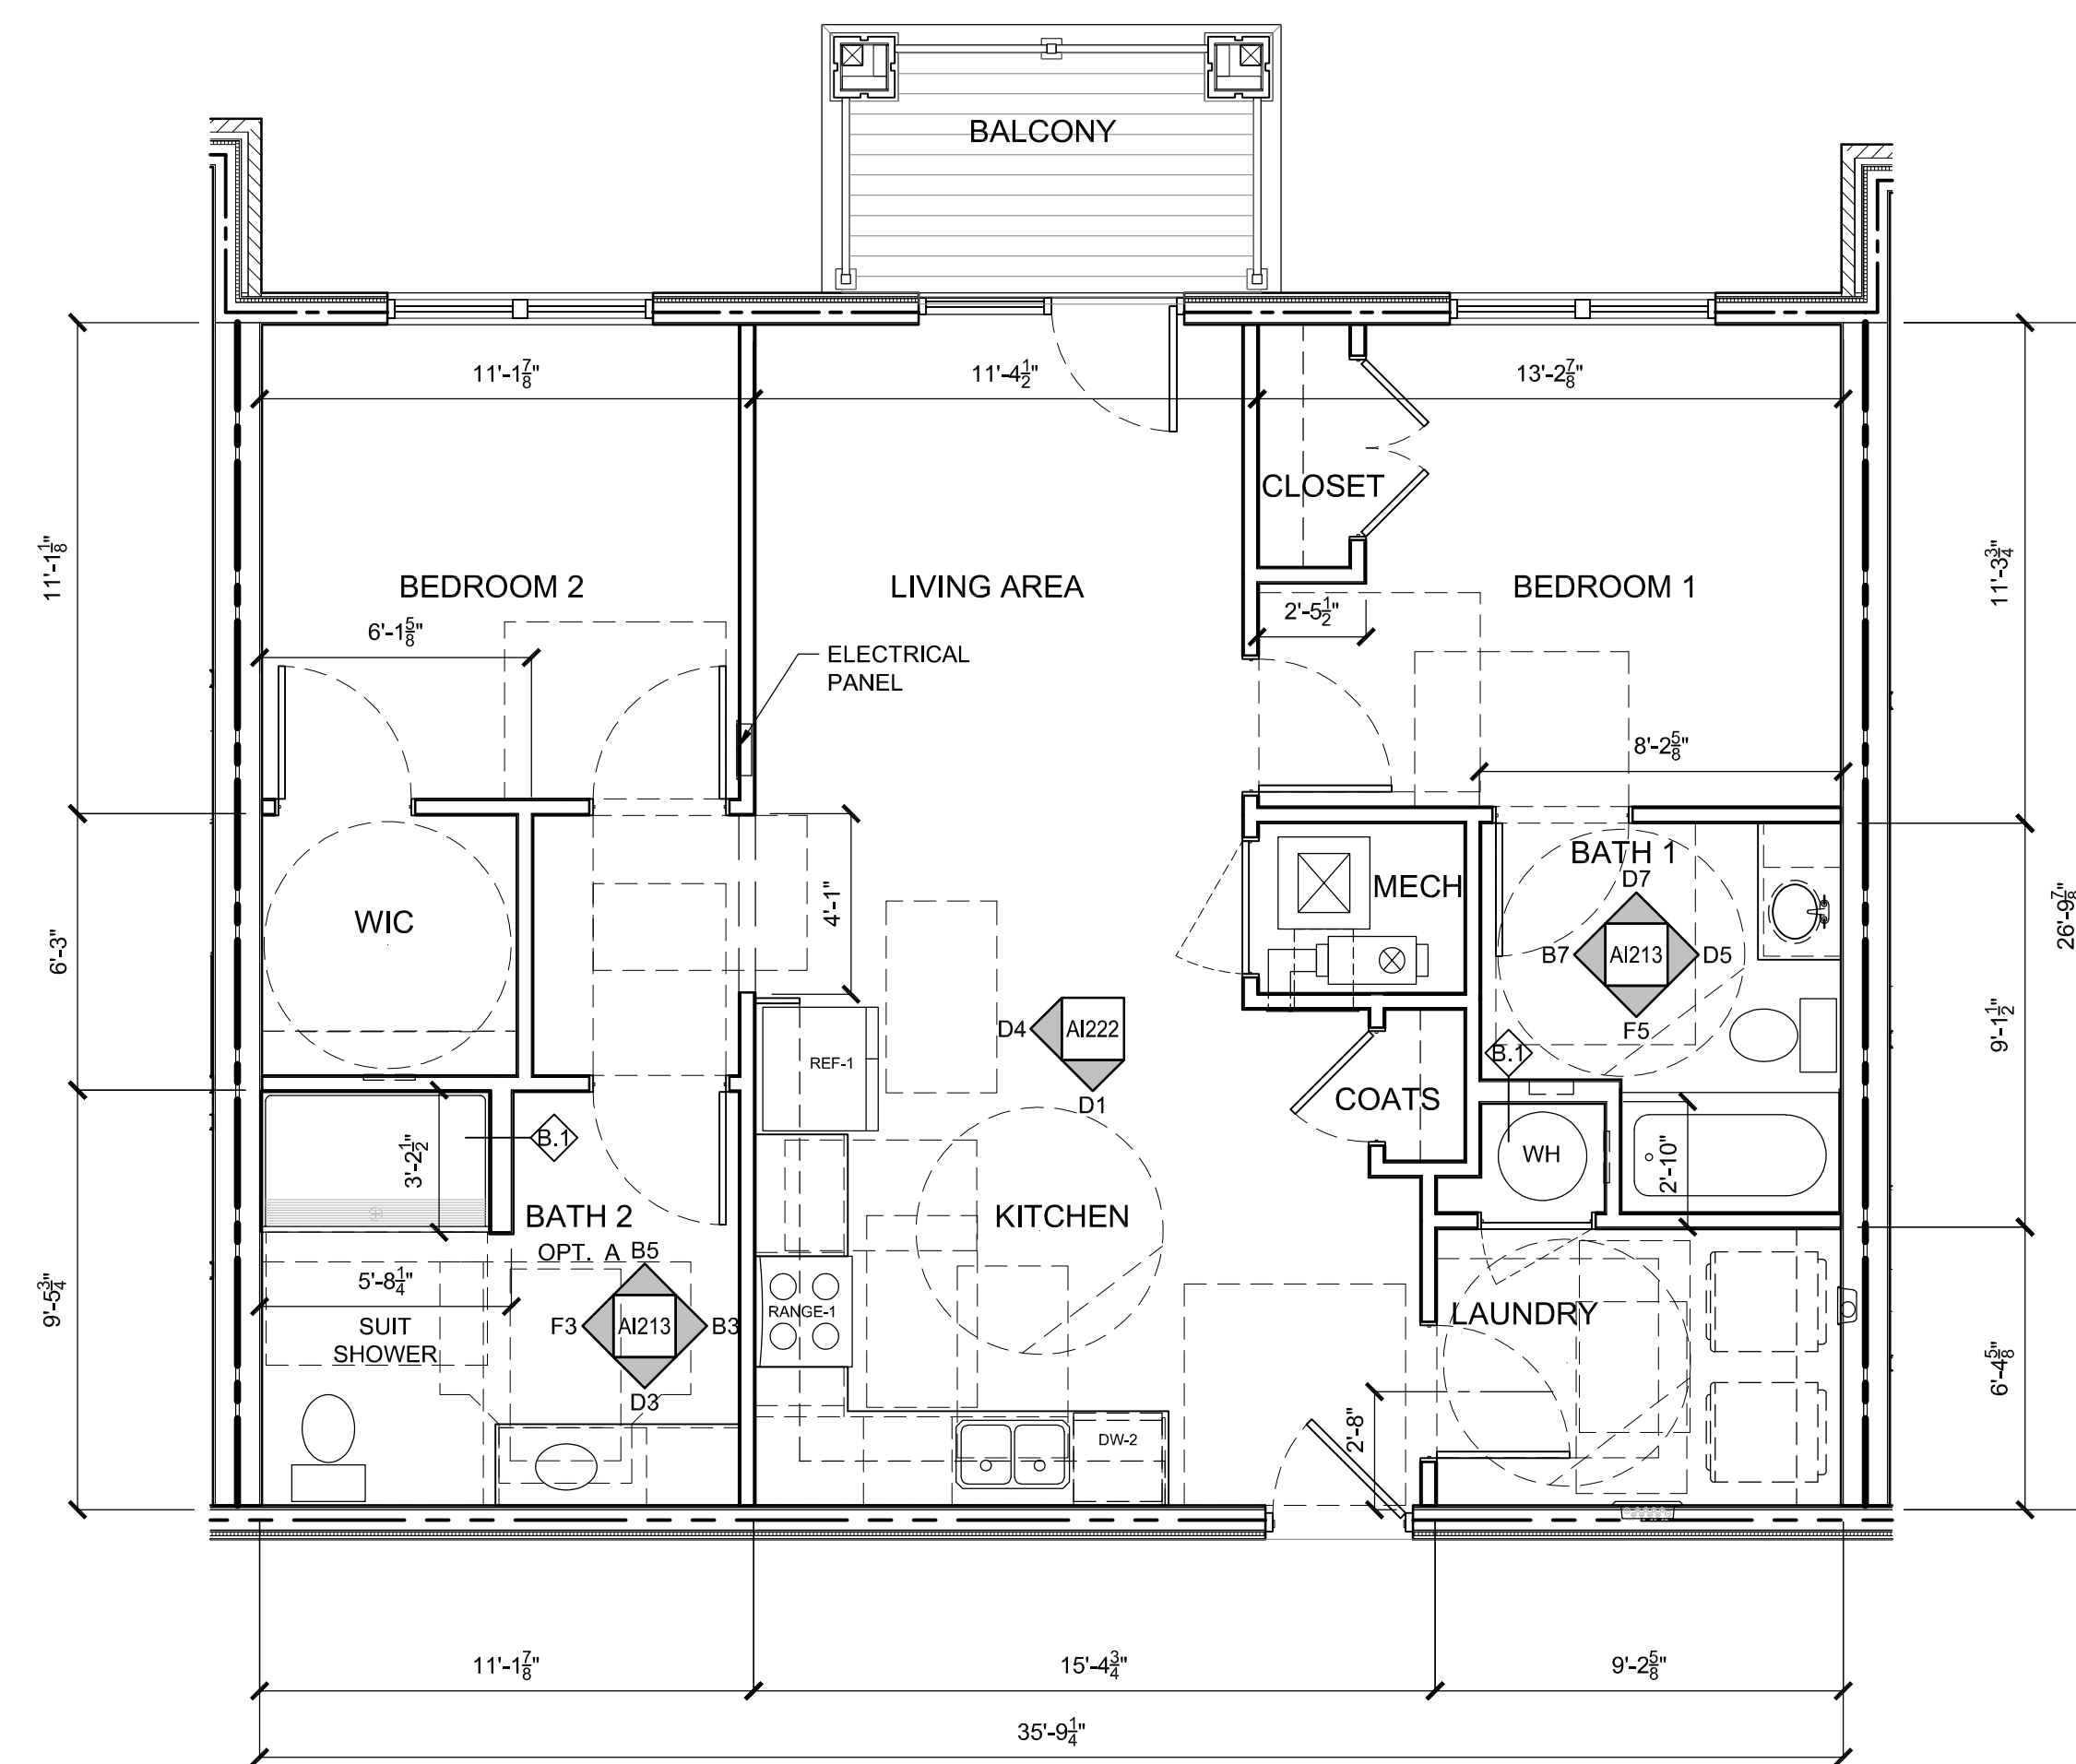 BALCONY
11'-1 7/8"
11'-4 1/2"
13'-2 7/8"
CLOSET
11'-1 1/8"
11'-3 3/4"
BEDROOM 2
LIVING AREA
BEDROOM 1
2'-5 1/2"
6'-1 5/8"
ELECTRICAL
PANEL
8'-2 5/8"
BATH 1
MECH
D7
WIC
4'-1"
6'-3"
26'-9 7/8"
B7
AI213
D5
D4
AI222
F5
9'-1 1/2"
REF-1
B.1
D1
COATS
B.1
3'-2 1/2"
WH
2'-10"
BATH 2
KITCHEN
OPT. A
B5
5'-8 1/4"
9'-5 3/4"
RANGE-1
LAUNDRY
SUIT
SHOWER
F3
AI213
B3
6'-4 5/8"
D3
2'-8"
DW-2
11'-1 7/8"
15'-4 3/4"
9'-2 5/8"
35'-9 1/4"